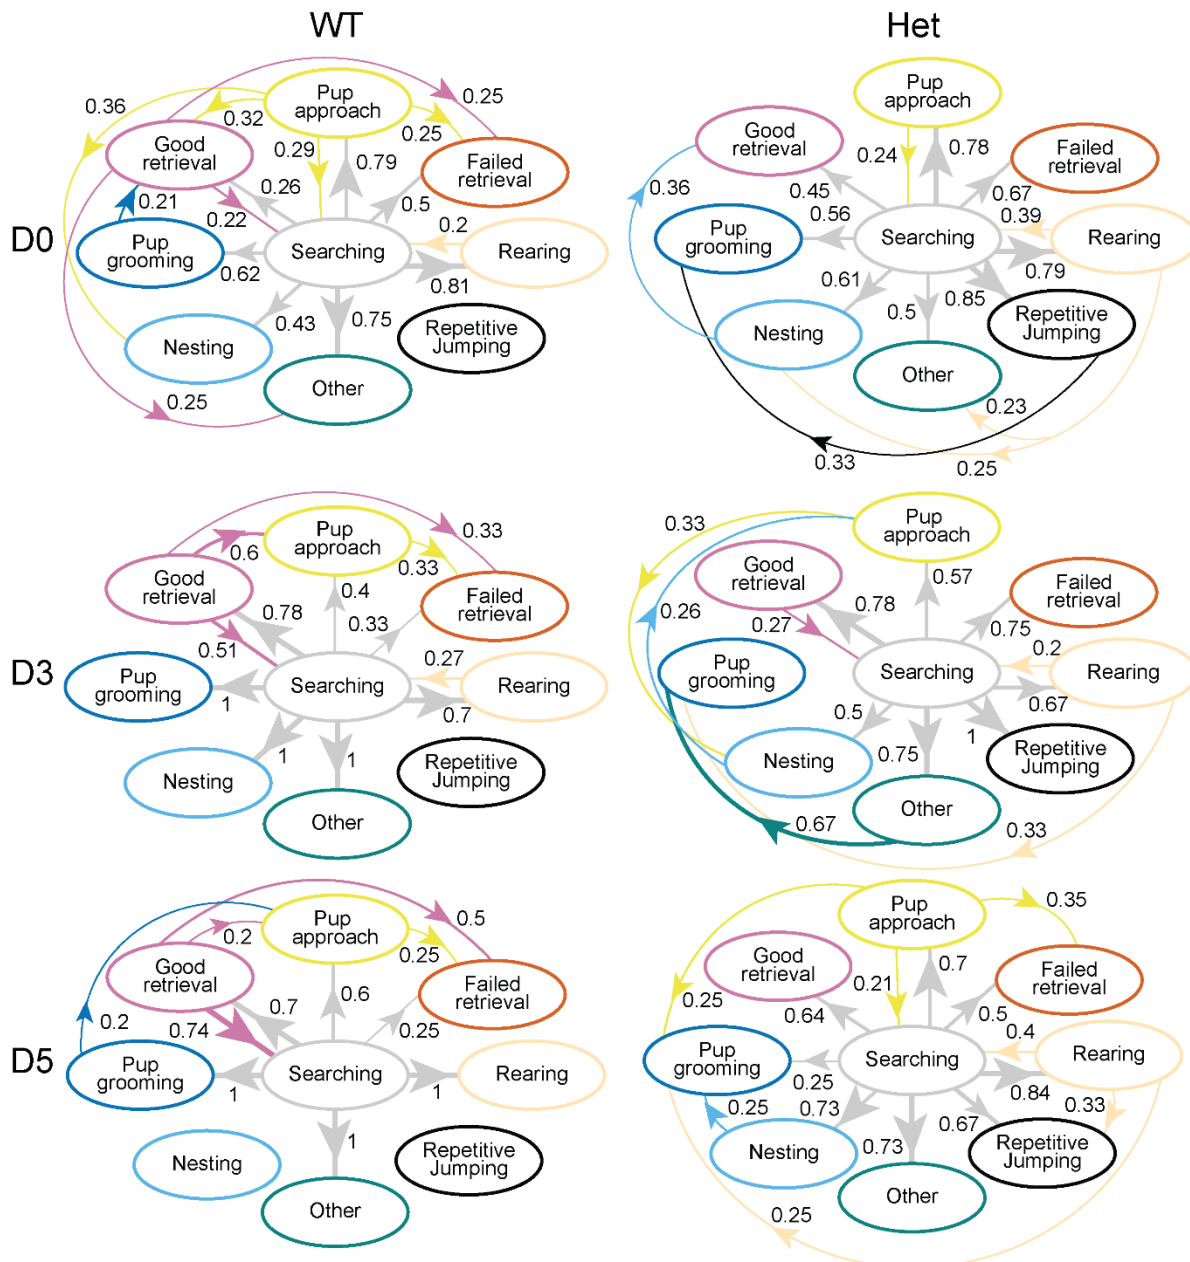 WT
Het
D0
0.36
0.25
Pup
approach
0.32
0.25
0.29
0.79
Good
retrieval
Failed
retrieval
0.26
0.5
0.21
0.22
0.2
Pup
grooming
Searching
Rearing
0.62
0.81
0.43
0.75
Nesting
Repetitive
Jumping
Other
0.25
Pup
approach
Good
retrieval
0.24
0.78
Failed
retrieval
0.36
0.45
0.67
0.56
0.39
Pup
grooming
Searching
Rearing
0.61
0.5
0.85
0.79
Nesting
Repetitive
Jumping
Other
0.23
0.33
0.25
D3
0.33
0.6
Pup
approach
0.33
Good
retrieval
0.4
Failed
retrieval
0.78
0.33
0.51
0.27
Pup
grooming
Searching
Rearing
1
0.7
1
1
Nesting
Repetitive
Jumping
Other
0.33
Pup
approach
Good
retrieval
0.57
Failed
retrieval
0.26
0.78
0.27
0.75
0.2
Pup
grooming
Searching
Rearing
0.5
0.67
0.75
1
Nesting
Repetitive
Jumping
Other
0.67
0.33
D5
0.5
0.2
Pup
approach
0.25
Good
retrieval
0.6
Failed
retrieval
0.7
0.25
0.2
0.74
Pup
grooming
Searching
Rearing
1
1
1
Nesting
Repetitive
Jumping
Other
0.35
Pup
approach
Good
retrieval
0.7
Failed
retrieval
0.21
0.25
0.64
0.5
0.4
Pup
grooming
Searching
Rearing
0.25
0.84
0.25
0.73
0.67
0.33
Nesting
0.73
Repetitive
Jumping
Other
0.25